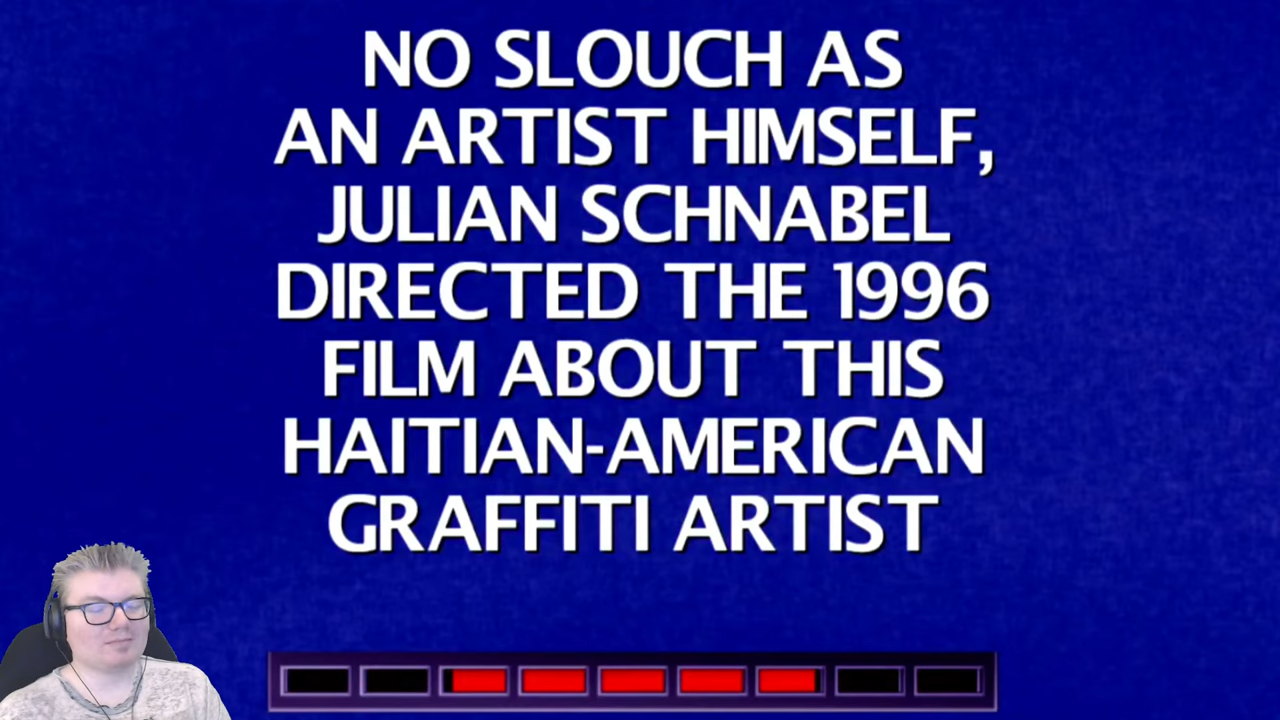 NO SLOUCH AS
AN ARTIST HIMSELF,
JULIAN SCHNABEL
DIRECTED THE 1996
FILM ABOUT THIS
HAITIAN-AMERICAN
GRAFFITI ARTIST